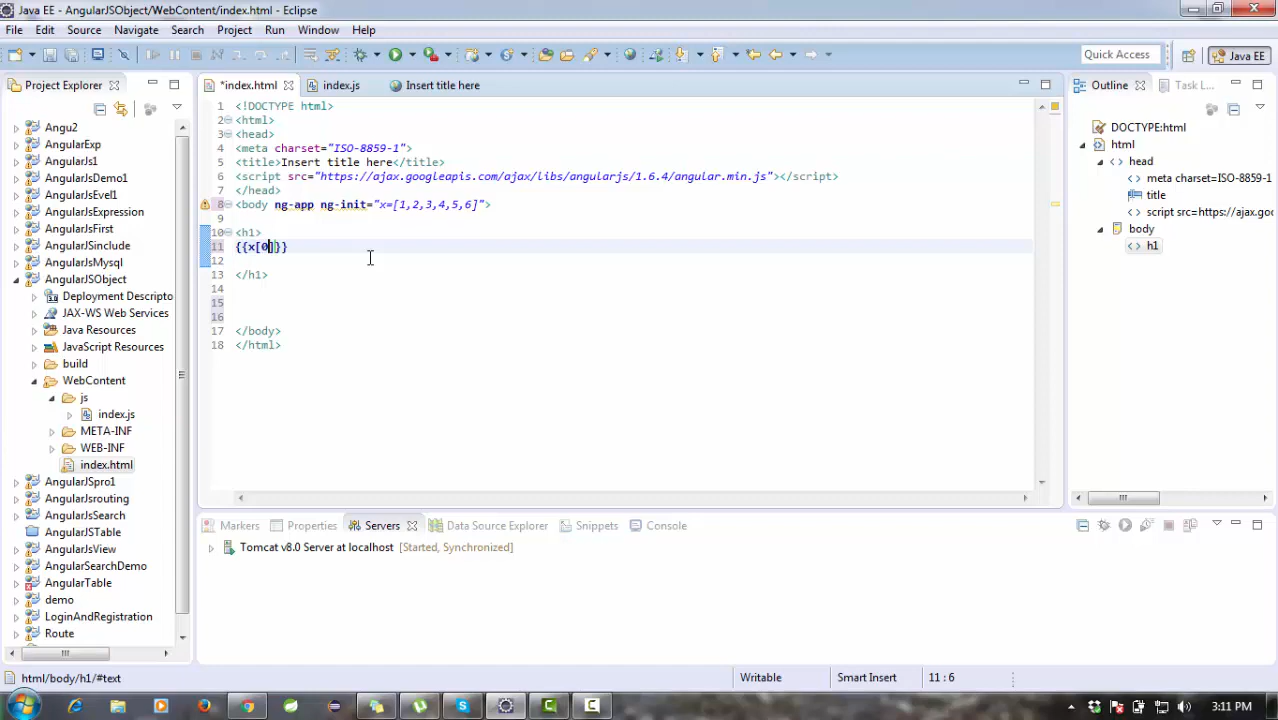 Java EE - AngularJSObject/WebContent/index.html - Eclipse
File Edit Source Navigate Search Project Run Window Help
Quick Access
Java EE
Project Explorer
*index.html
index.js
Insert title here
Outline
Task L...
Angu2
AngularExp
AngularJs1
AngularJsDemo1
AngularJsEvel1
AngularJsExpression
AngularJsFirst
AngularJSinclude
AngularJsMysql
AngularJSObject
Deployment Descripto
JAX-WS Web Services
Java Resources
JavaScript Resources
build
WebContent
js
index.js
META-INF
WEB-INF
index.html
AngularJSpro1
AngularJsrouting
AngularJsSearch
AngularJSTable
AngularJsView
AngularSearchDemo
AngularTable
demo
LoginAndRegistration
Route
1 <!DOCTYPE html>
2 <html>
3 <head>
4 <meta charset="ISO-8859-1">
5 <title>Insert title here</title>
6 <script src="https://ajax.googleapis.com/ajax/libs/angularjs/1.6.4/angular.min.js"></script>
7 </head>
8 <body ng-app ng-init="x=[1,2,3,4,5,6]">
9
10 <h1>
11 {{x[0]}}
12
13 </h1>
14
15
16
17 </body>
18 </html>
DOCTYPE:html
html
head
meta charset=ISO-8859-1
title
script src=https://ajax.goo
body
h1
Markers
Properties
Servers
Data Source Explorer
Snippets
Console
Tomcat v8.0 Server at localhost [Started, Synchronized]
html/body/h1/#text
Writable
Smart Insert
11 : 6
3:11 PM